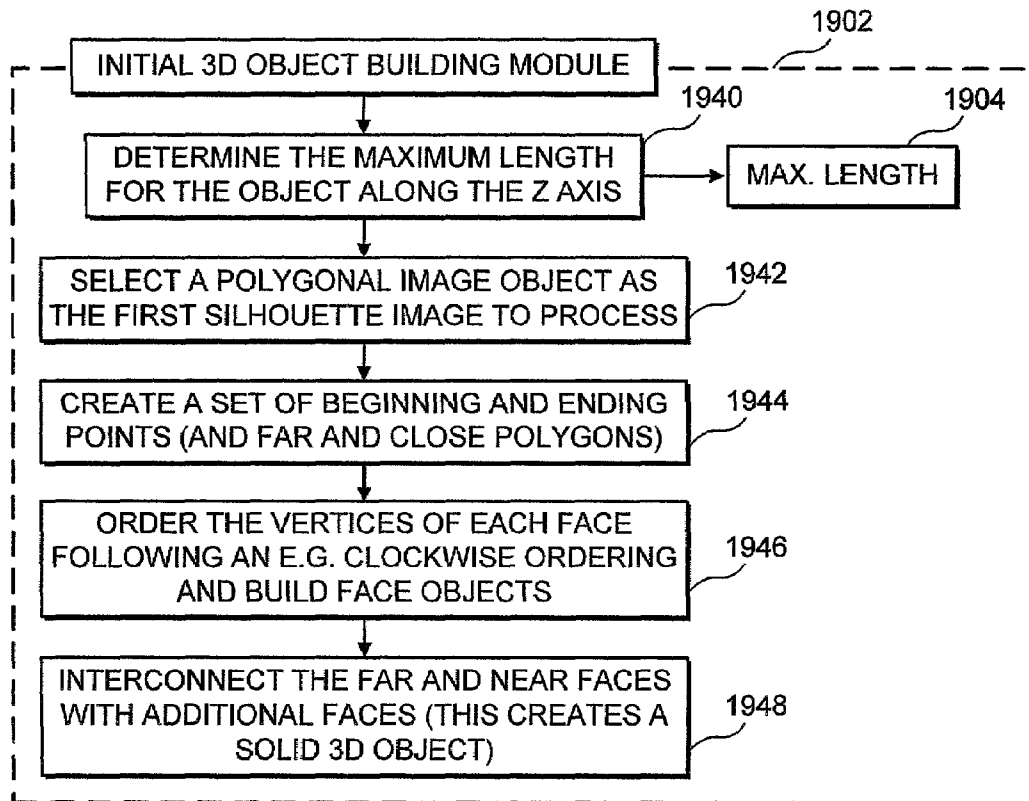 1902
INITIAL 3D OBJECT BUILDING MODULE
1940
1904
DETERMINE THE MAXIMUM LENGTH
FOR THE OBJECT ALONG THE Z AXIS
MAX. LENGTH
SELECT A POLYGONAL IMAGE OBJECT AS
THE FIRST SILHOUETTE IMAGE TO PROCESS
1942
CREATE A SET OF BEGINNING AND ENDING
POINTS (AND FAR AND CLOSE POLYGONS)
1944
ORDER THE VERTICES OF EACH FACE
FOLLOWING AN E.G. CLOCKWISE ORDERING
AND BUILD FACE OBJECTS
1946
INTERCONNECT THE FAR AND NEAR FACES
WITH ADDITIONAL FACES (THIS CREATES A
SOLID 3D OBJECT)
1948